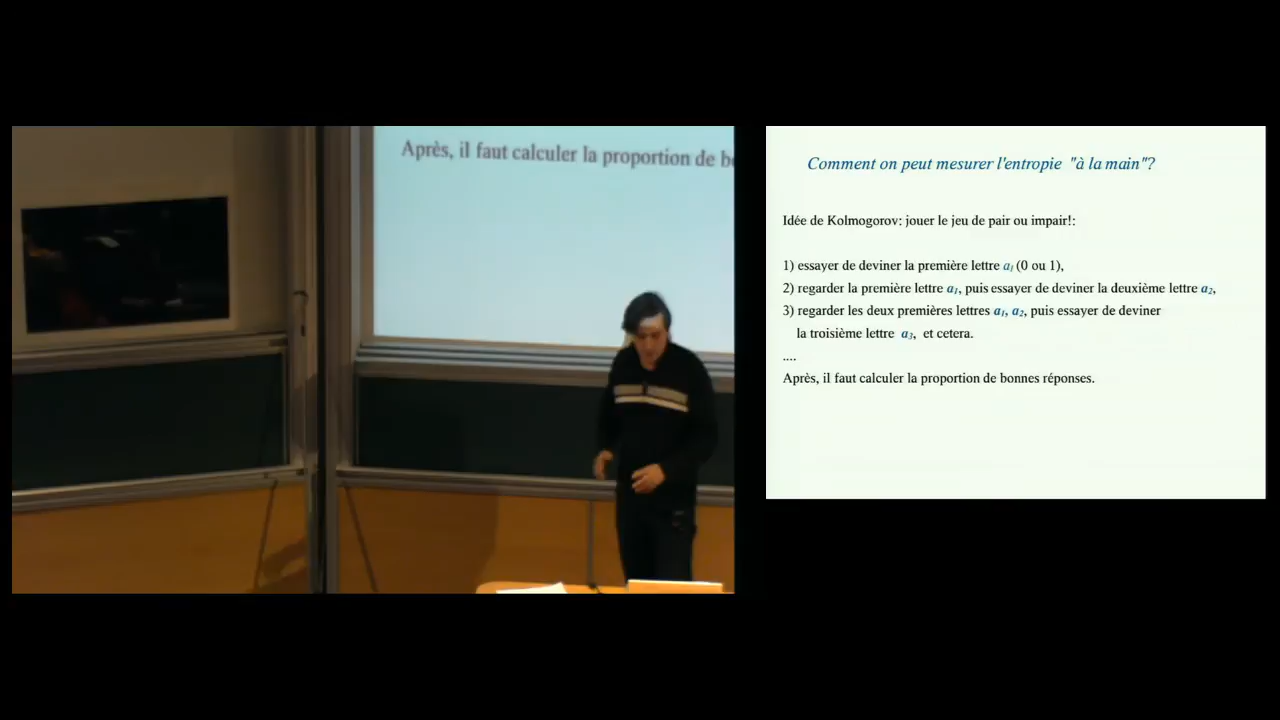 Après, il faut calculer la proportion de
Comment on peut mesurer l'entropie "à la main"?
Idée de Kolmogorov: jouer le jeu de pair ou impair!:
1) essayer de deviner la première lettre a₁ (0 ou 1),
2) regarder la première lettre a₁, puis essayer de deviner la deuxième lettre a₂,
3) regarder les deux premières lettres a₁, a₂, puis essayer de deviner
la troisième lettre a₃, et cetera.
....
Après, il faut calculer la proportion de bonnes réponses.